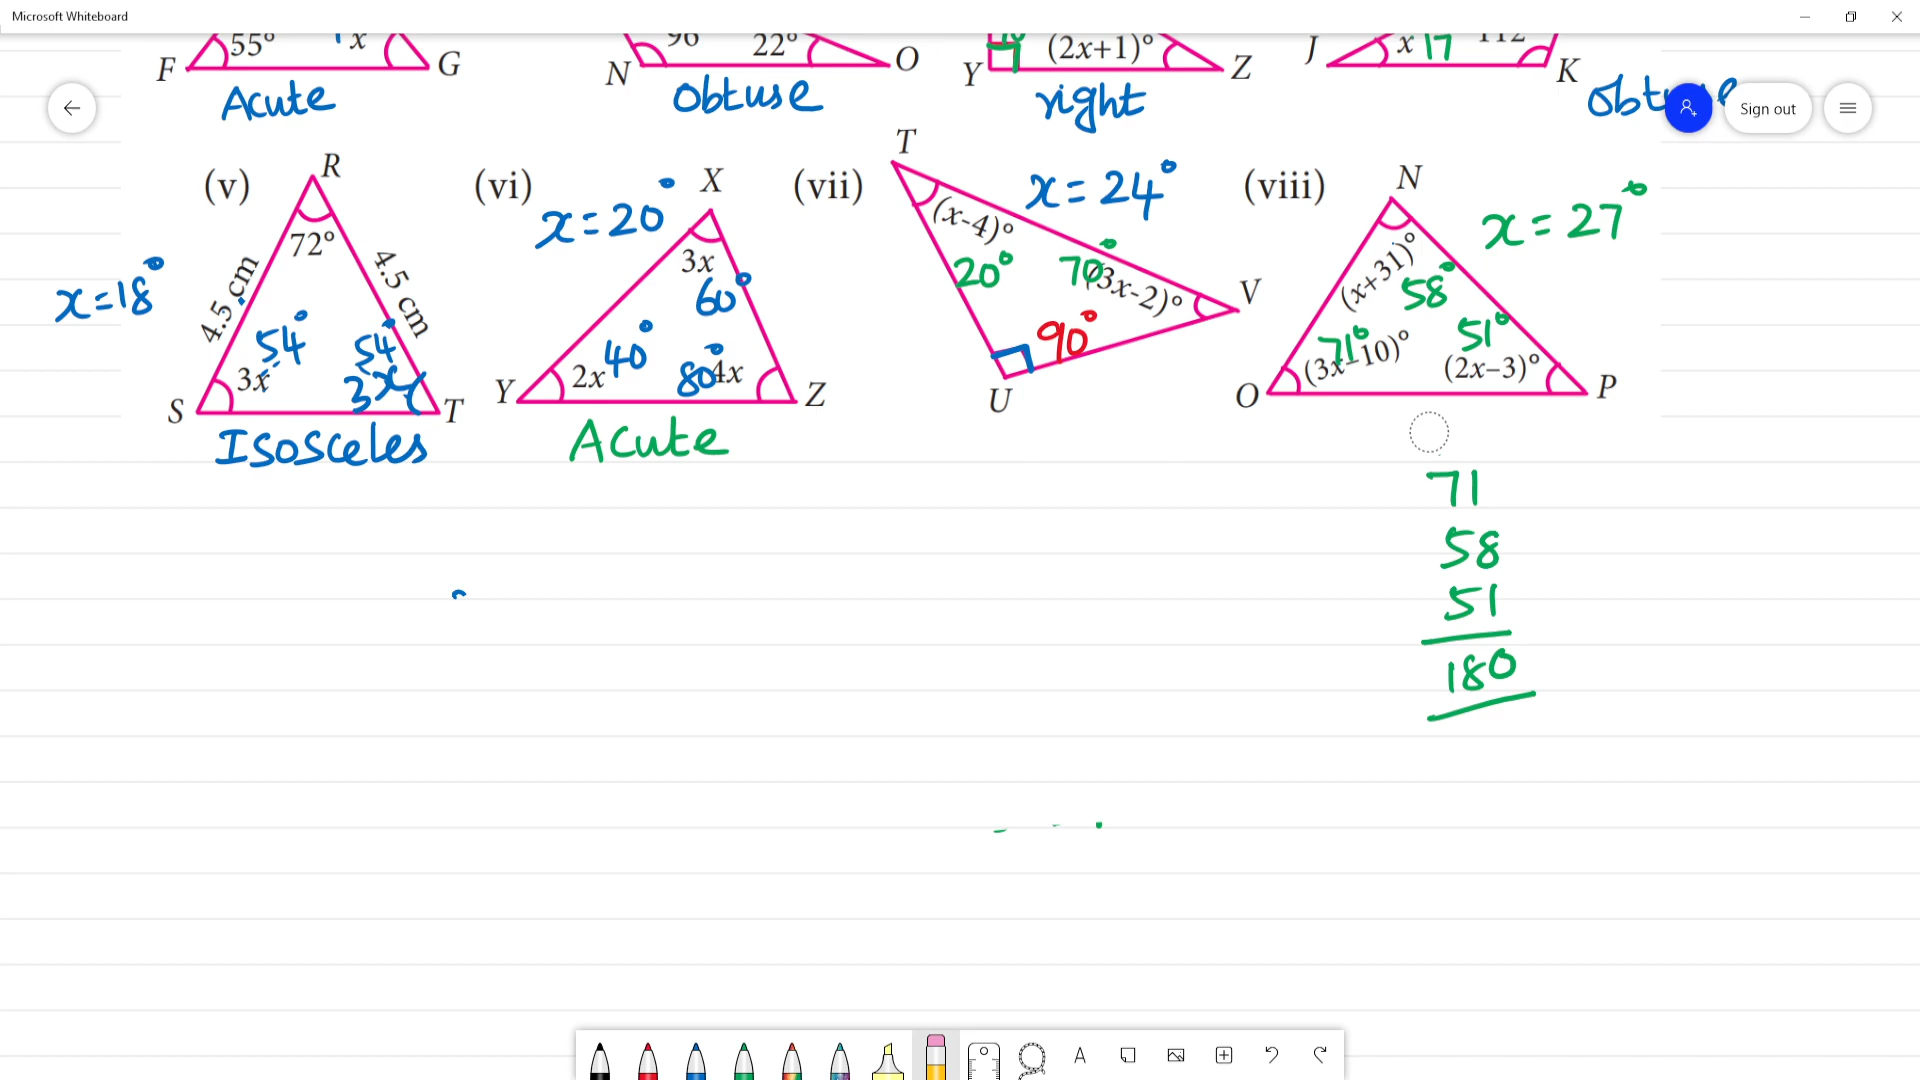 Microsoft Whiteboard
F 55° x G
N 96 22° O
Y (2x+1)° Z
J x 17 112 K
Acute
Obtuse
right
Obtuse
Sign out
(v) R
72°
4.5 cm
4.5 cm
x=18°
54°
54°
3x
3x
S T
Isosceles
(vi) X
x=20°
3x
60°
40°
80°
2x
4x
Y Z
Acute
(vii) T
x=24°
(x-4)°
20°
70°
(3x-2)°
V
90°
U
(viii) N
x=27°
(x+31)°
58°
71°
51°
(3x-10)°
(2x-3)°
O P
71
58
51
180
A